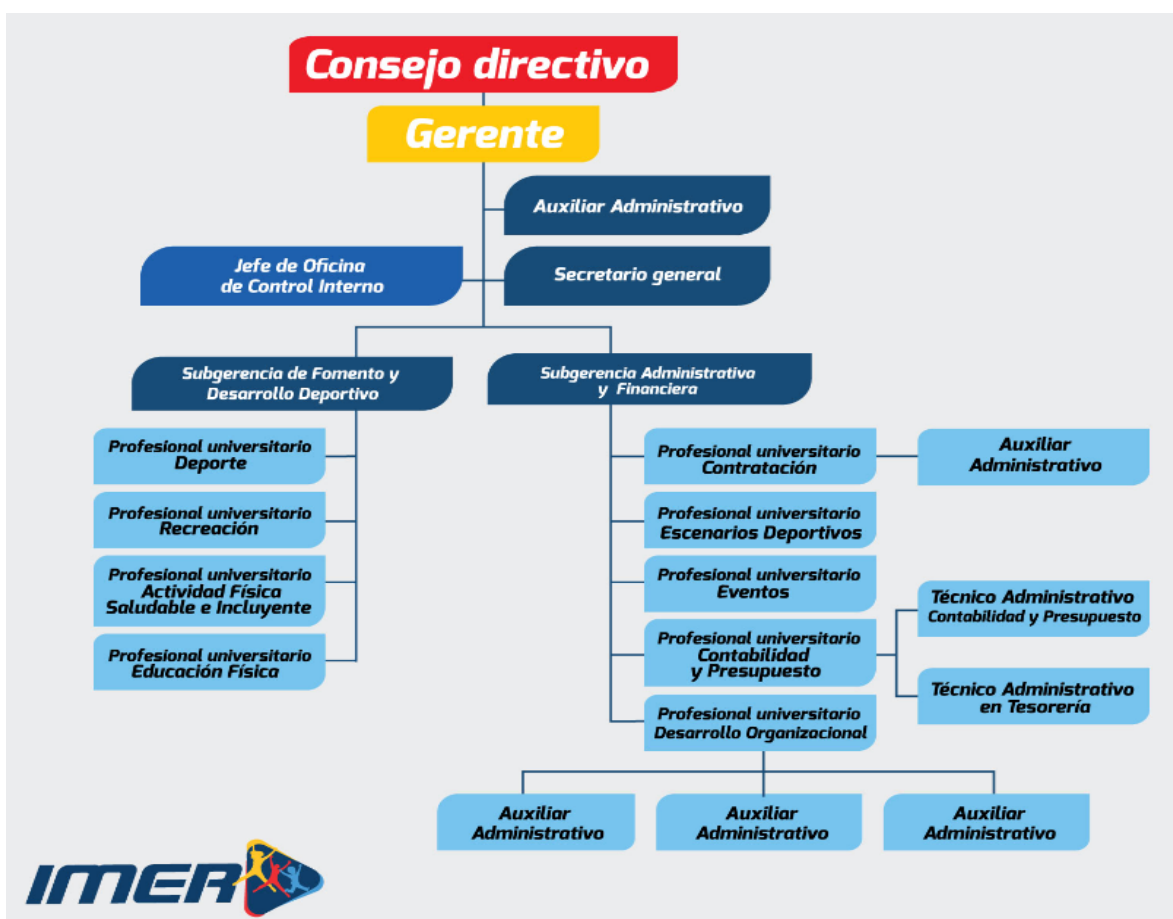 Consejo directivo
Gerente
Auxiliar Administrativo
Jefe de Oficina
de Control Interno
Secretario general
Subgerencia de Fomento y
Desarrollo Deportivo
Subgerencia Administrativa
y Financiera
Profesional universitario
Deporte
Profesional universitario
Recreación
Profesional universitario
Actividad Física
Saludable e Incluyente
Profesional universitario
Educación Física
Profesional universitario
Contratación
Auxiliar
Administrativo
Profesional universitario
Escenarios Deportivos
Profesional universitario
Eventos
Profesional universitario
Contabilidad
y Presupuesto
Técnico Administrativo
Contabilidad y Presupuesto
Técnico Administrativo
en Tesorería
Profesional universitario
Desarrollo Organizacional
Auxiliar
Administrativo
Auxiliar
Administrativo
Auxiliar
Administrativo
IMER